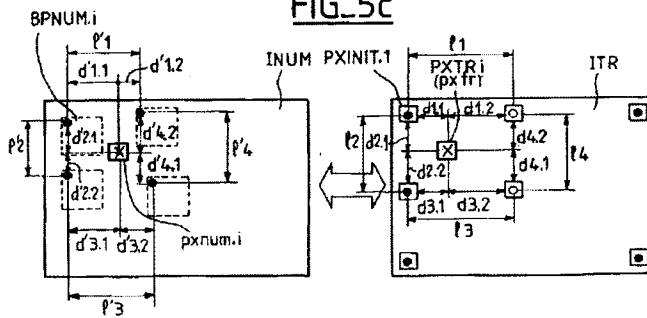 FIG_5c
BPNUM.i
ℓ'1
d'1.1
d'1.2
INUM
PXINIT.1
ℓ1
PXTR i
(pxtr)
ITR
d1.1
d1.2
ℓ'2
d'2.1
d'2.2
d'4.2
d'4.1
ℓ'4
ℓ2
d2.1
d2.2
d4.2
d4.1
ℓ4
d'3.1
d'3.2
pxnum.i
d3.1
d3.2
ℓ3
ℓ'3